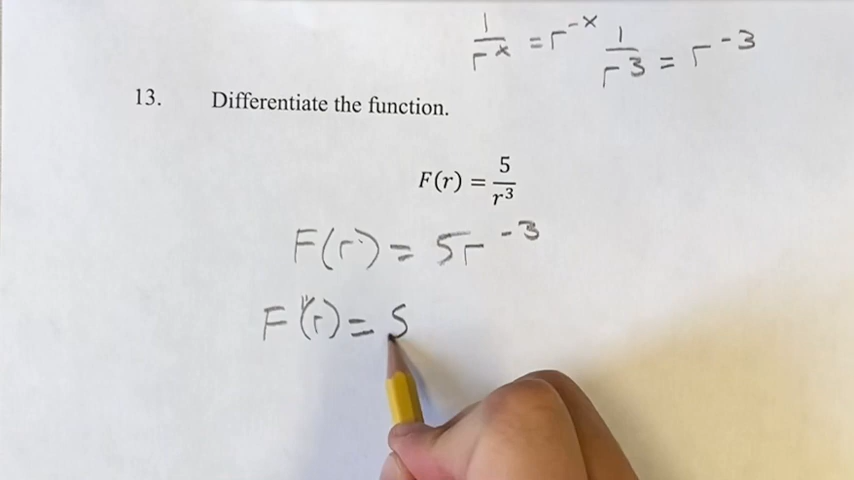 1/r^x = r^-x 1/r^3 = r^-3
13. Differentiate the function.
F(r) = 5/r^3
F(r) = 5r^-3
F'(r) = 5